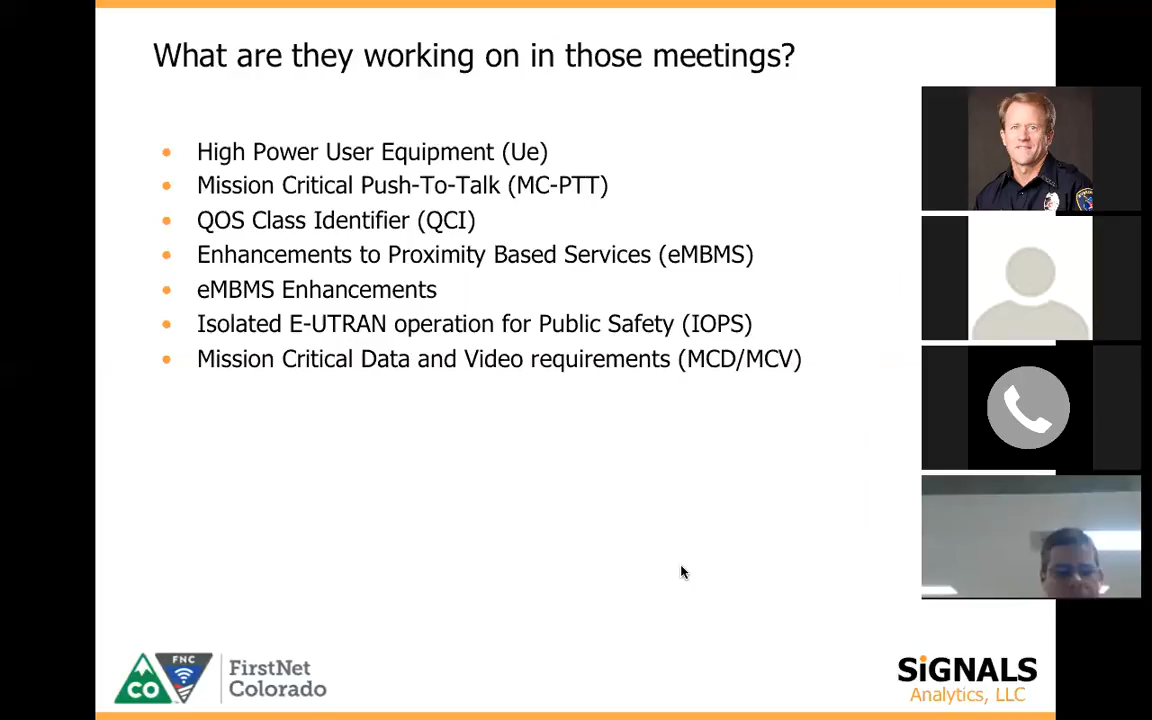 What are they working on in those meetings?
High Power User Equipment (Ue)
Mission Critical Push-To-Talk (MC-PTT)
QOS Class Identifier (QCI)
Enhancements to Proximity Based Services (eMBMS)
eMBMS Enhancements
Isolated E-UTRAN operation for Public Safety (IOPS)
Mission Critical Data and Video requirements (MCD/MCV)
FNC
CO
FirstNet
Colorado
SiGNALS
Analytics, LLC